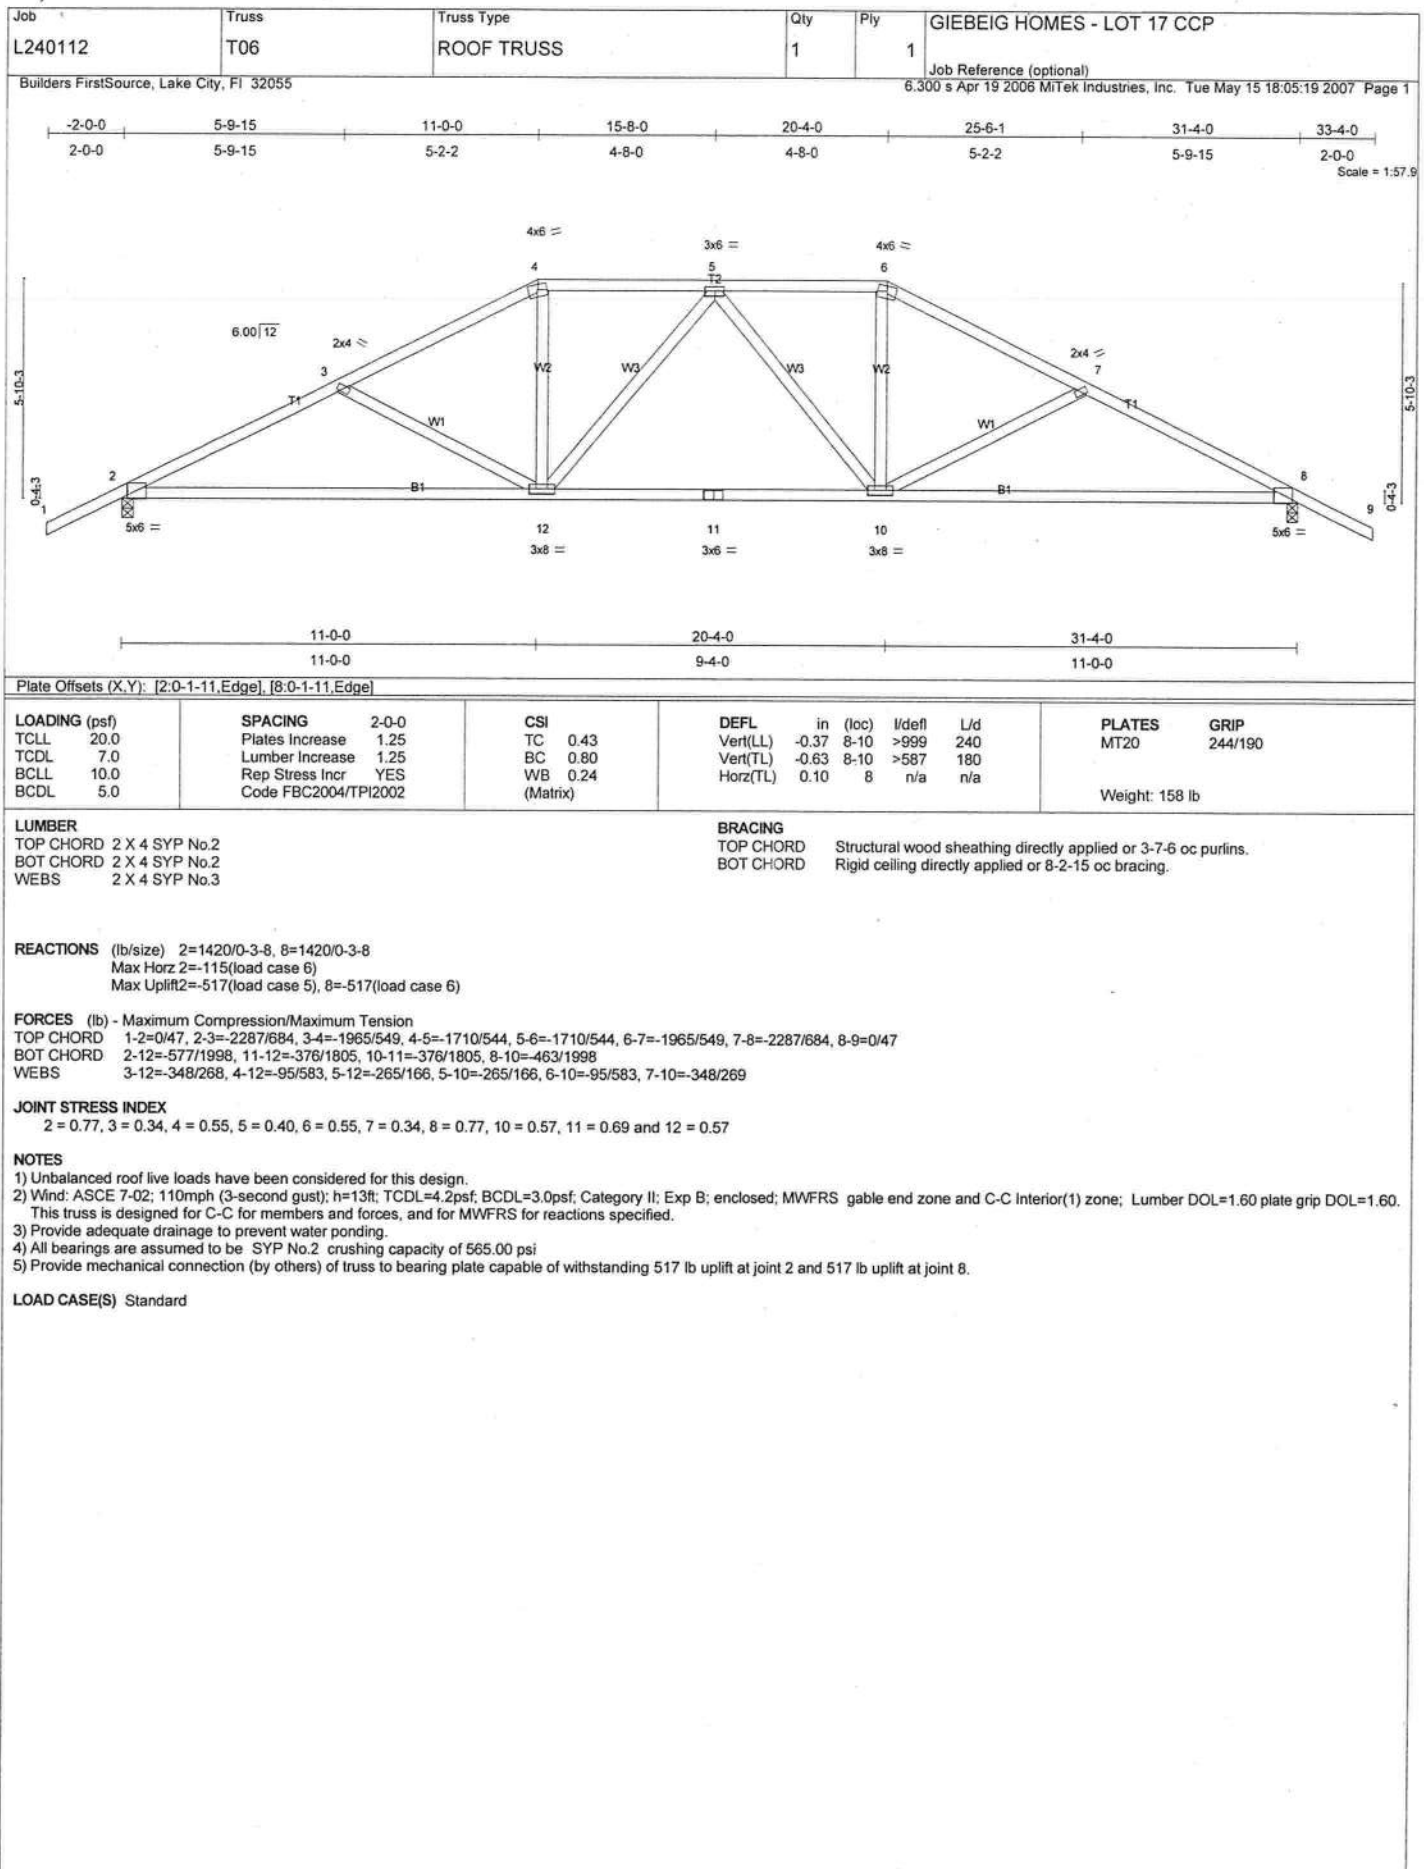 Job Truss Truss Type Qty Ply GIEBEIG HOMES - LOT 17 CCP
L240112 T06 ROOF TRUSS 1 1
Job Reference (optional)
Builders FirstSource, Lake City, Fl 32055 6.300 s Apr 19 2006 MiTek Industries, Inc. Tue May 15 18:05:19 2007 Page 1
-2-0-0 5-9-15 11-0-0 15-8-0 20-4-0 25-6-1 31-4-0 33-4-0
2-0-0 5-9-15 5-2-2 4-8-0 4-8-0 5-2-2 5-9-15 2-0-0
Scale = 1:57.9
4x6 = 3x6 = 4x6 =
4 5 6
T2
6.00 12
2x4 2x4
3 7
W2 W3 W3 W2
5-10-3 5-10-3
T1 T1
W1 W1
2 8
0-4-3 B1 B1 0-4-3
1 9
5x6 = 12 11 10 5x6 =
3x8 = 3x6 = 3x8 =
11-0-0 20-4-0 31-4-0
11-0-0 9-4-0 11-0-0
Plate Offsets (X,Y): [2:0-1-11,Edge], [8:0-1-11,Edge]
LOADING (psf) SPACING 2-0-0 CSI DEFL in (loc) l/defl L/d PLATES GRIP
TCLL 20.0 Plates Increase 1.25 TC 0.43 Vert(LL) -0.37 8-10 >999 240 MT20 244/190
TCDL 7.0 Lumber Increase 1.25 BC 0.80 Vert(TL) -0.63 8-10 >587 180
BCLL 10.0 Rep Stress Incr YES WB 0.24 Horz(TL) 0.10 8 n/a n/a
BCDL 5.0 Code FBC2004/TPI2002 (Matrix) Weight: 158 lb
LUMBER BRACING
TOP CHORD 2 X 4 SYP No.2 TOP CHORD Structural wood sheathing directly applied or 3-7-6 oc purlins.
BOT CHORD 2 X 4 SYP No.2 BOT CHORD Rigid ceiling directly applied or 8-2-15 oc bracing.
WEBS 2 X 4 SYP No.3
REACTIONS (lb/size) 2=1420/0-3-8, 8=1420/0-3-8
Max Horz 2=-115(load case 6)
Max Uplift2=-517(load case 5), 8=-517(load case 6)
FORCES (lb) - Maximum Compression/Maximum Tension
TOP CHORD 1-2=0/47, 2-3=-2287/684, 3-4=-1965/549, 4-5=-1710/544, 5-6=-1710/544, 6-7=-1965/549, 7-8=-2287/684, 8-9=0/47
BOT CHORD 2-12=-577/1998, 11-12=-376/1805, 10-11=-376/1805, 8-10=-463/1998
WEBS 3-12=-348/268, 4-12=-95/583, 5-12=-265/166, 5-10=-265/166, 6-10=-95/583, 7-10=-348/269
JOINT STRESS INDEX
2 = 0.77, 3 = 0.34, 4 = 0.55, 5 = 0.40, 6 = 0.55, 7 = 0.34, 8 = 0.77, 10 = 0.57, 11 = 0.69 and 12 = 0.57
NOTES
1) Unbalanced roof live loads have been considered for this design.
2) Wind: ASCE 7-02; 110mph (3-second gust); h=13ft; TCDL=4.2psf; BCDL=3.0psf; Category II; Exp B; enclosed; MWFRS gable end zone and C-C Interior(1) zone; Lumber DOL=1.60 plate grip DOL=1.60.
This truss is designed for C-C for members and forces, and for MWFRS for reactions specified.
3) Provide adequate drainage to prevent water ponding.
4) All bearings are assumed to be SYP No.2 crushing capacity of 565.00 psi
5) Provide mechanical connection (by others) of truss to bearing plate capable of withstanding 517 lb uplift at joint 2 and 517 lb uplift at joint 8.
LOAD CASE(S) Standard